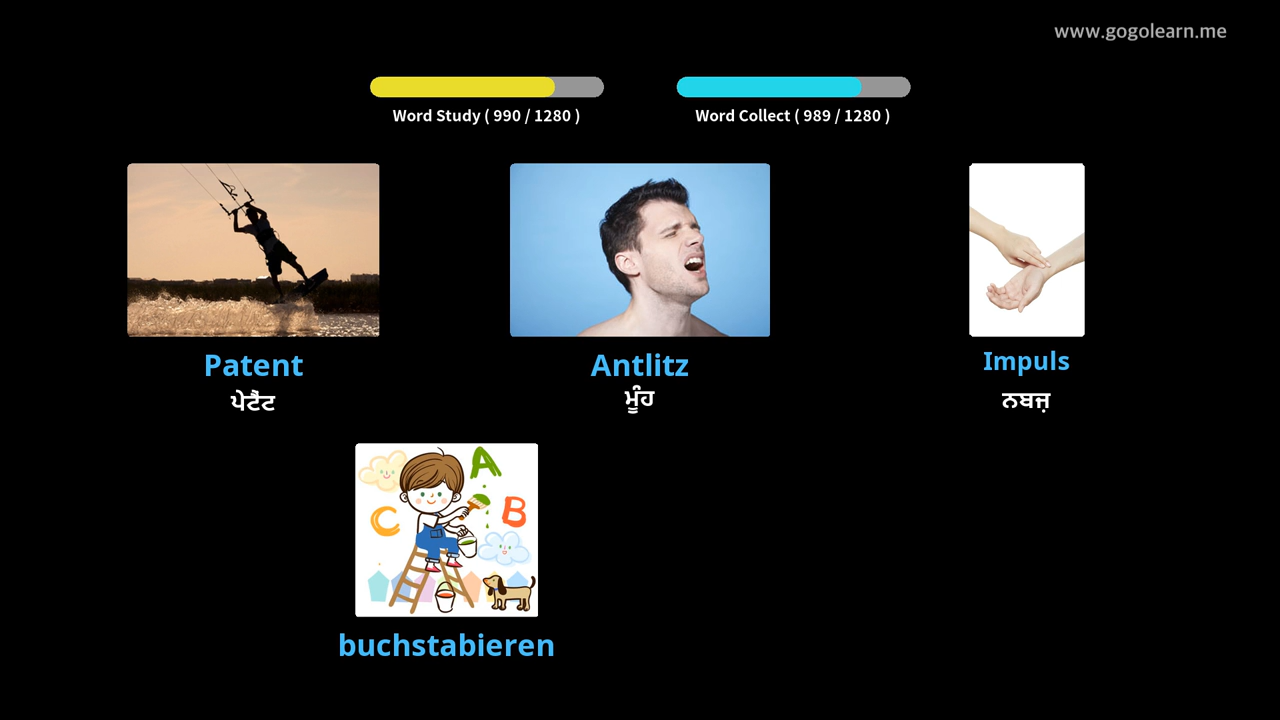 www.gogolearn.me
Word Study ( 990 / 1280 )
Word Collect ( 989 / 1280 )
Patent
ਪੇਟੈਂਟ
Antlitz
ਮੂੰਹ
Impuls
ਨਬਜ਼
A
B
C
buchstabieren